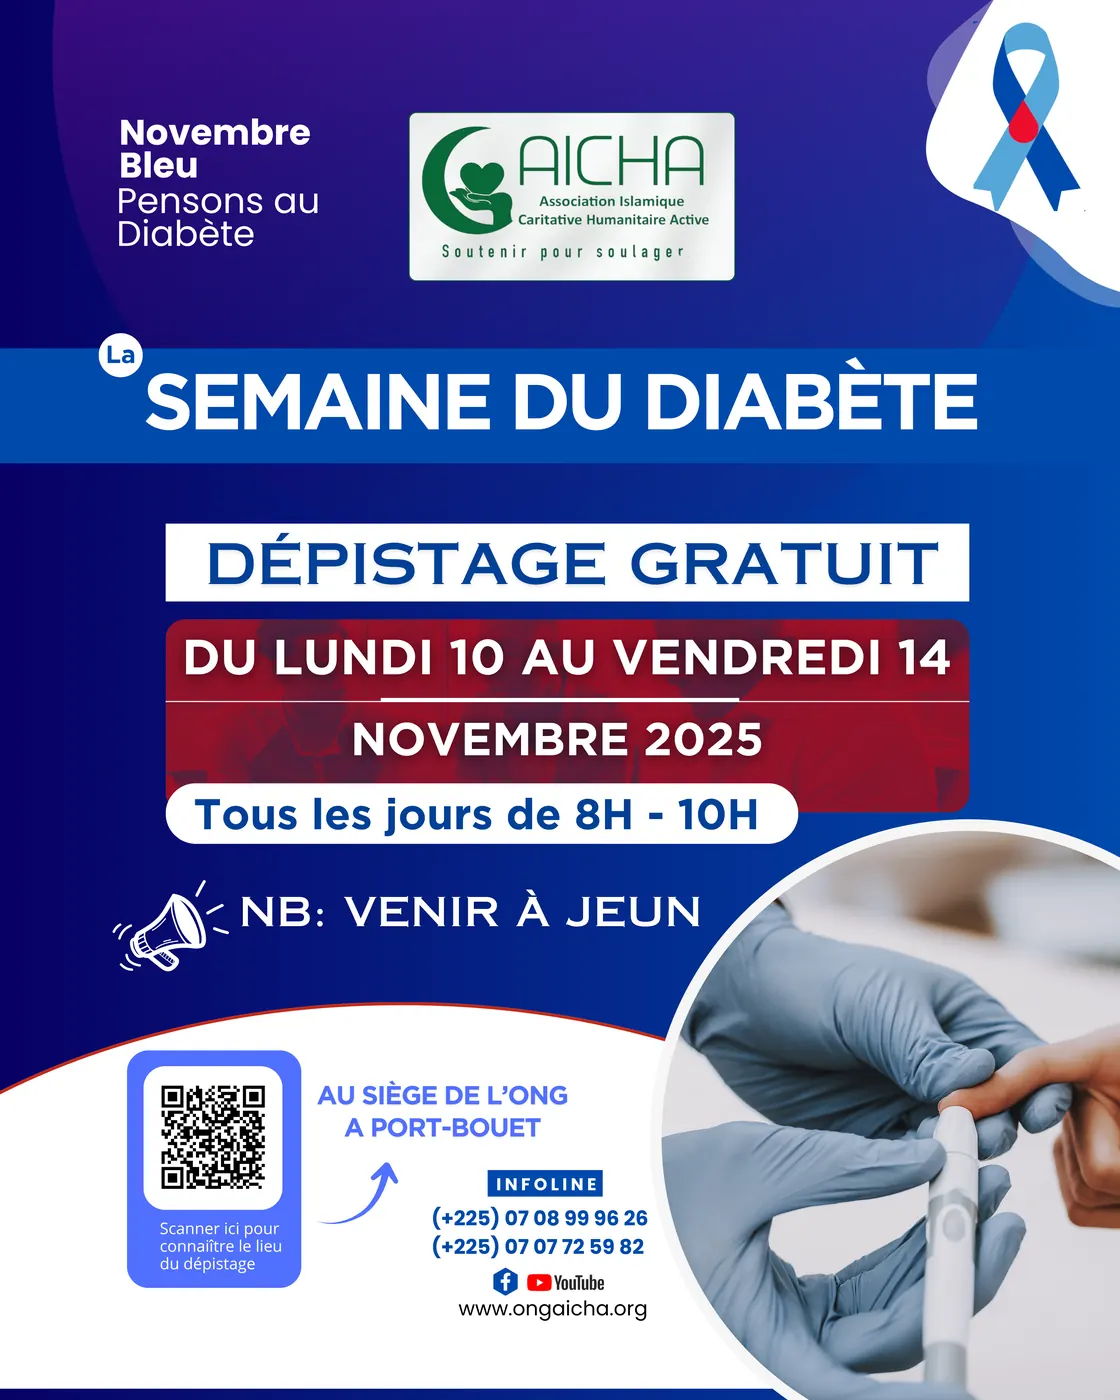 Novembre
Bleu
Pensons au
Diabète
AICHA
Association Islamique
Caritative Humanitaire Active
Soutenir pour soulager
La
SEMAINE DU DIABÈTE
DÉPISTAGE GRATUIT
DU LUNDI 10 AU VENDREDI 14
NOVEMBRE 2025
Tous les jours de 8H - 10H
NB: VENIR À JEUN
AU SIÈGE DE L'ONG
A PORT-BOUET
Scanner ici pour
connaiître le lieu
du dépistage
INFOLINE
(+225) 07 08 99 96 26
(+225) 07 07 72 59 82
YouTube
www.ongaicha.org